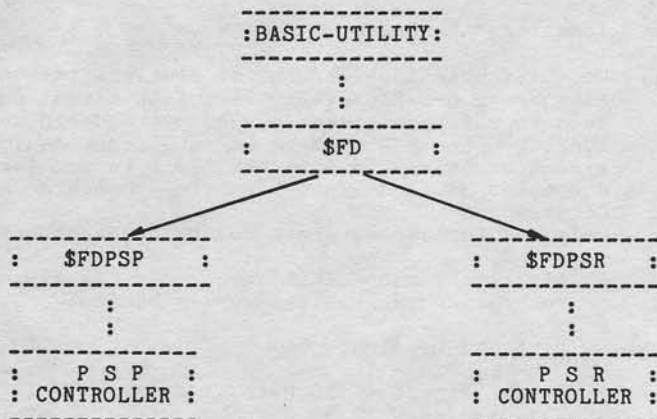 :BASIC-UTILITY:
: $FD :
: $FDPSP :
: $FDPSR :
: P S P :
: CONTROLLER :
: P S R :
: CONTROLLER :